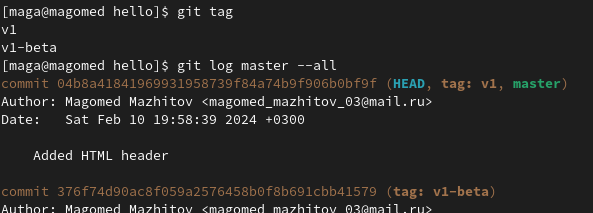 [maga@magomed hello]$ git tag
v1
v1-beta
[maga@magomed hello]$ git log master --all
commit 04b8a41841969931958739f84a74b9f906b0bf9f (HEAD, tag: v1, master)
Author: Magomed Mazhitov <magomed_mazhitov_03@mail.ru>
Date:   Sat Feb 10 19:58:39 2024 +0300
    Added HTML header
commit 376f74d90ac8f059a2576458b0f8b691cbb41579 (tag: v1-beta)
Author: Magomed Mazhitov <magomed_mazhitov_03@mail.ru>